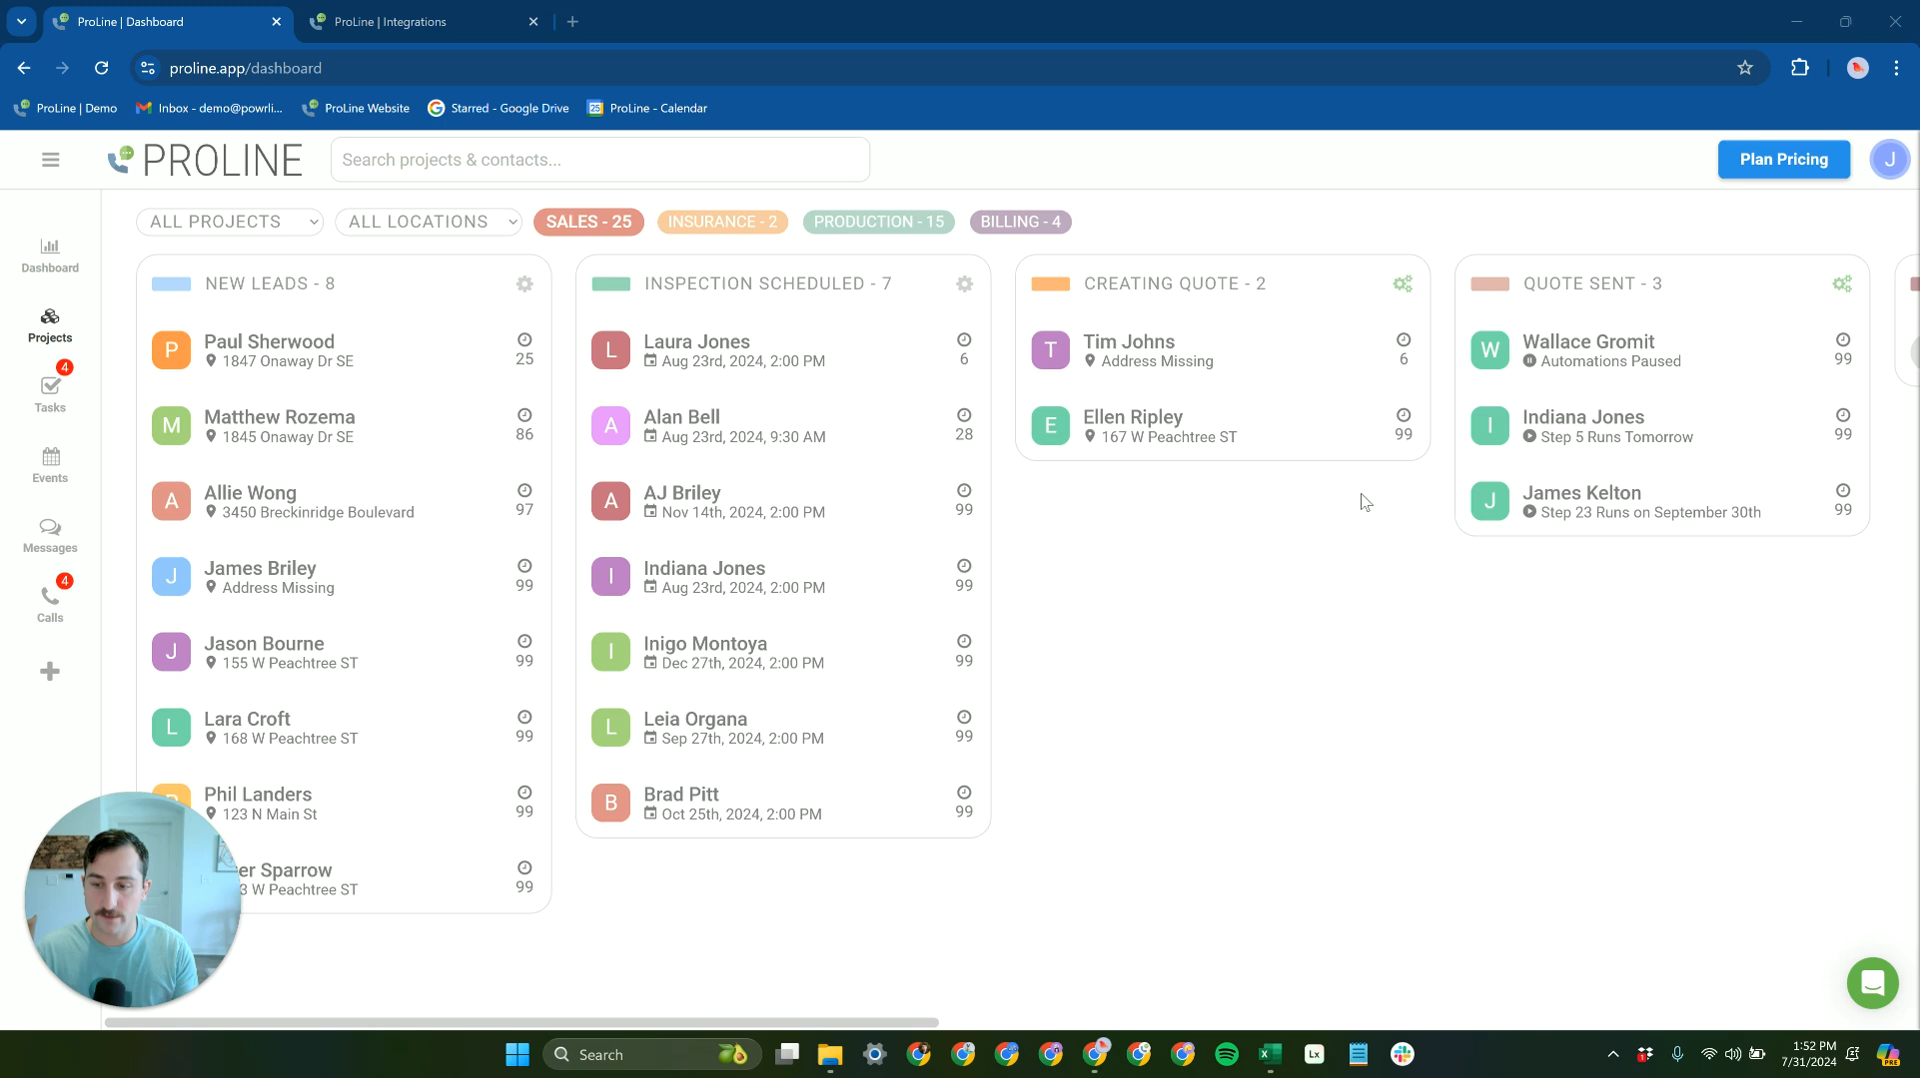 ProLine | Dashboard
ProLine | Integrations
proline.app/dashboard
ProLine | Demo
Inbox - demo@powrli...
ProLine Website
Starred - Google Drive
ProLine - Calendar
PROLINE
Search projects & contacts...
Plan Pricing
J
ALL PROJECTS
ALL LOCATIONS
SALES - 25
INSURANCE - 2
PRODUCTION - 15
BILLING - 4
Dashboard
Projects
4
Tasks
Events
Messages
4
Calls
NEW LEADS - 8
P
Paul Sherwood
1847 Onaway Dr SE
25
M
Matthew Rozema
1845 Onaway Dr SE
86
A
Allie Wong
3450 Breckinridge Boulevard
97
J
James Briley
Address Missing
99
J
Jason Bourne
155 W Peachtree ST
99
L
Lara Croft
168 W Peachtree ST
99
Phil Landers
123 N Main St
99
er Sparrow
3 W Peachtree ST
99
INSPECTION SCHEDULED - 7
L
Laura Jones
Aug 23rd, 2024, 2:00 PM
6
A
Alan Bell
Aug 23rd, 2024, 9:30 AM
28
A
AJ Briley
Nov 14th, 2024, 2:00 PM
99
I
Indiana Jones
Aug 23rd, 2024, 2:00 PM
99
I
Inigo Montoya
Dec 27th, 2024, 2:00 PM
99
L
Leia Organa
Sep 27th, 2024, 2:00 PM
99
B
Brad Pitt
Oct 25th, 2024, 2:00 PM
99
CREATING QUOTE - 2
T
Tim Johns
Address Missing
6
E
Ellen Ripley
167 W Peachtree ST
99
QUOTE SENT - 3
W
Wallace Gromit
Automations Paused
99
I
Indiana Jones
Step 5 Runs Tomorrow
99
J
James Kelton
Step 23 Runs on September 30th
99
Search
Lx
1:52 PM
7/31/2024
PRE